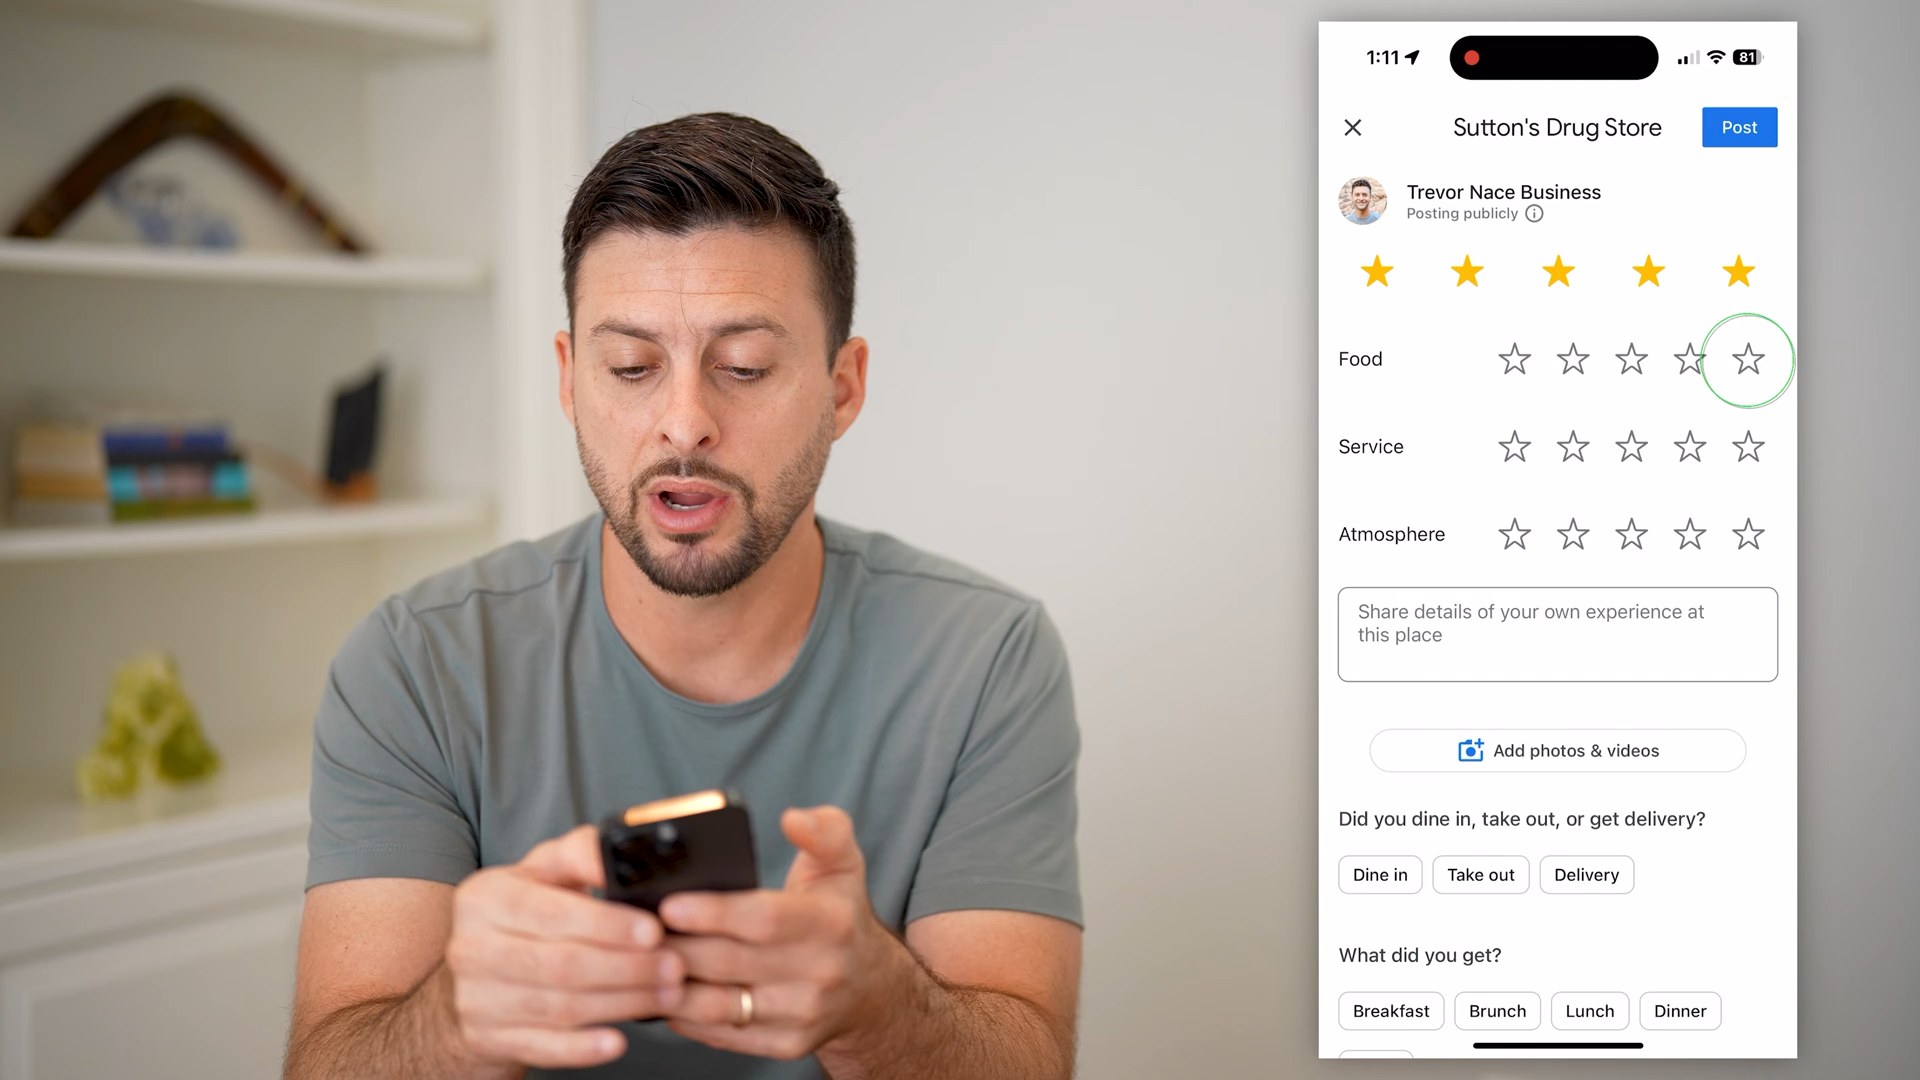 1:11
81
Sutton's Drug Store
Post
Trevor Nace Business
Posting publicly
Food
Service
Atmosphere
Share details of your own experience at
this place
Add photos & videos
Did you dine in, take out, or get delivery?
Dine in Take out Delivery
What did you get?
Breakfast Brunch Lunch Dinner